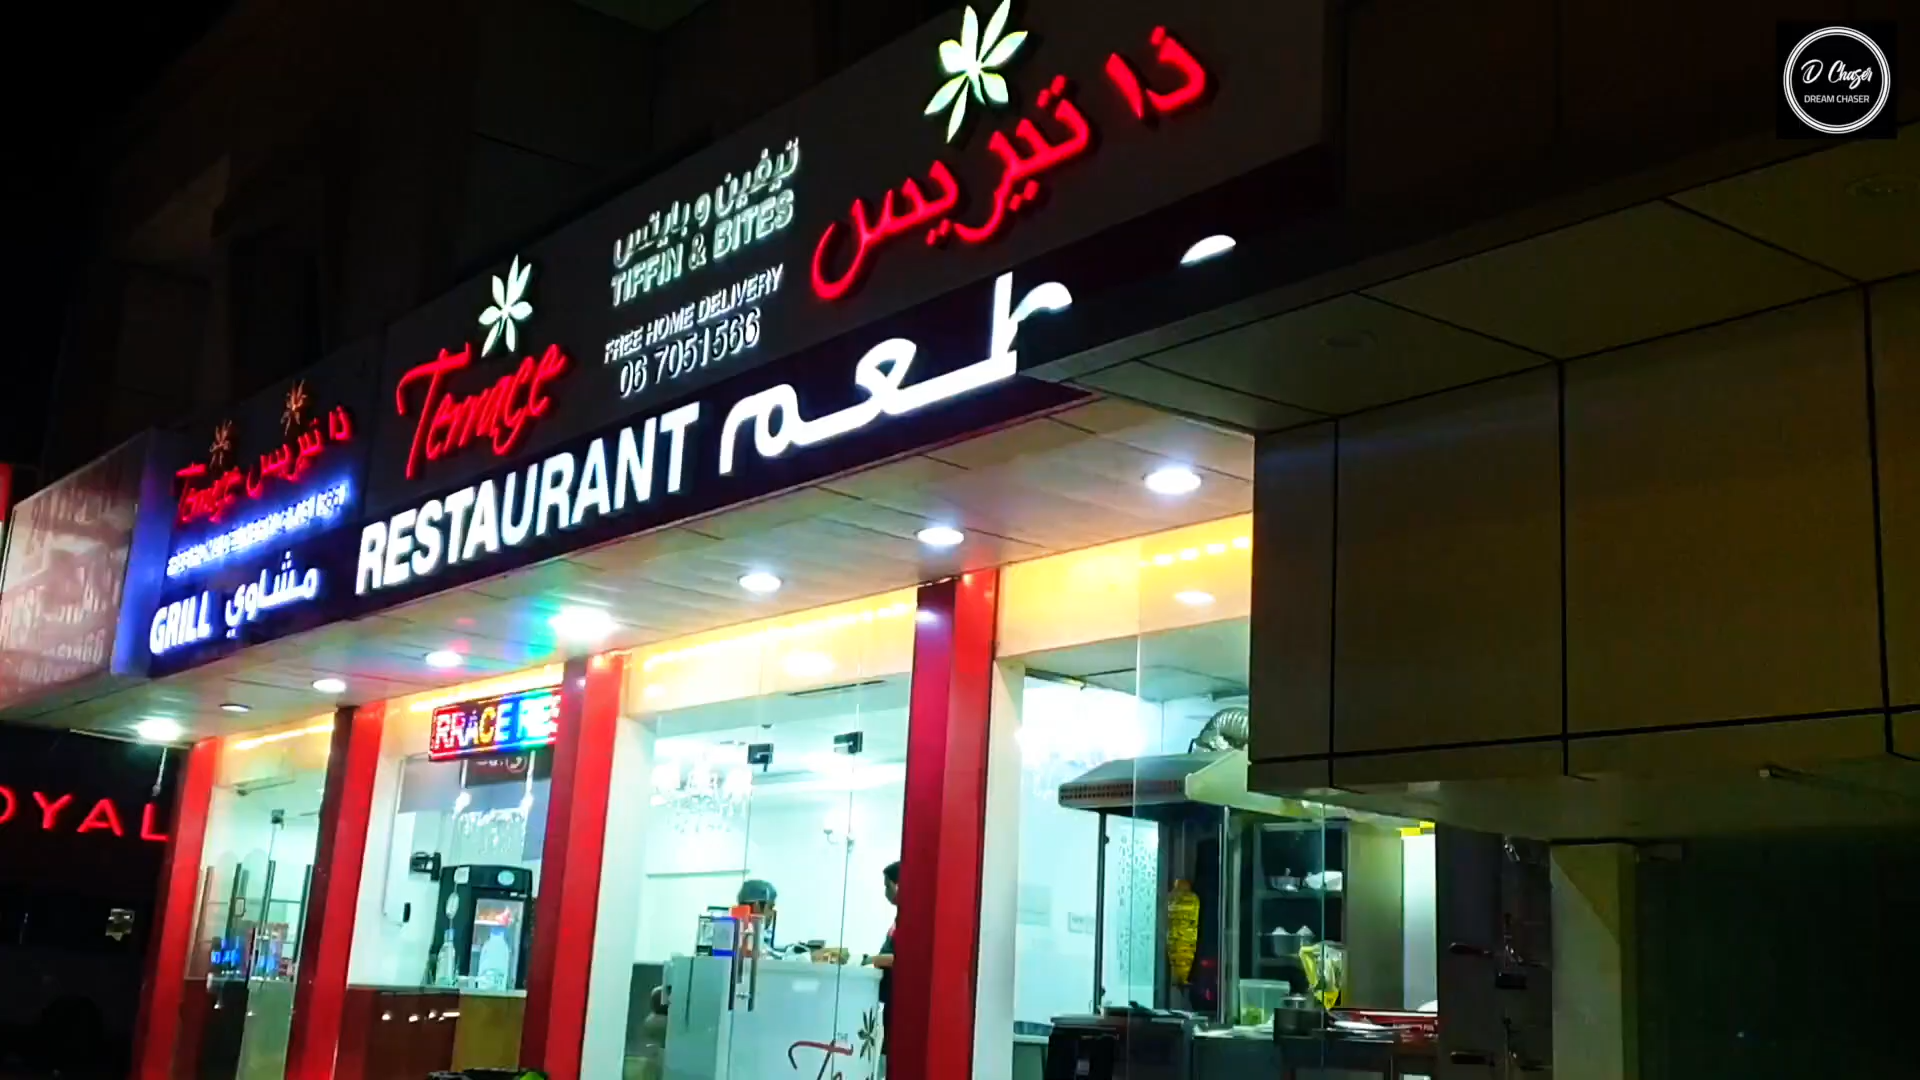 D Chaser
DREAM CHASER
ذا تيريس
تيفين و بايتس
TIFFIN & BITES
FREE HOME DELIVERY
06 7051566
Terrace
RESTAURANT مطعم
ذا تيريس
Terrace
GRILL مشاوي
RRACE RES
OYAL
THE